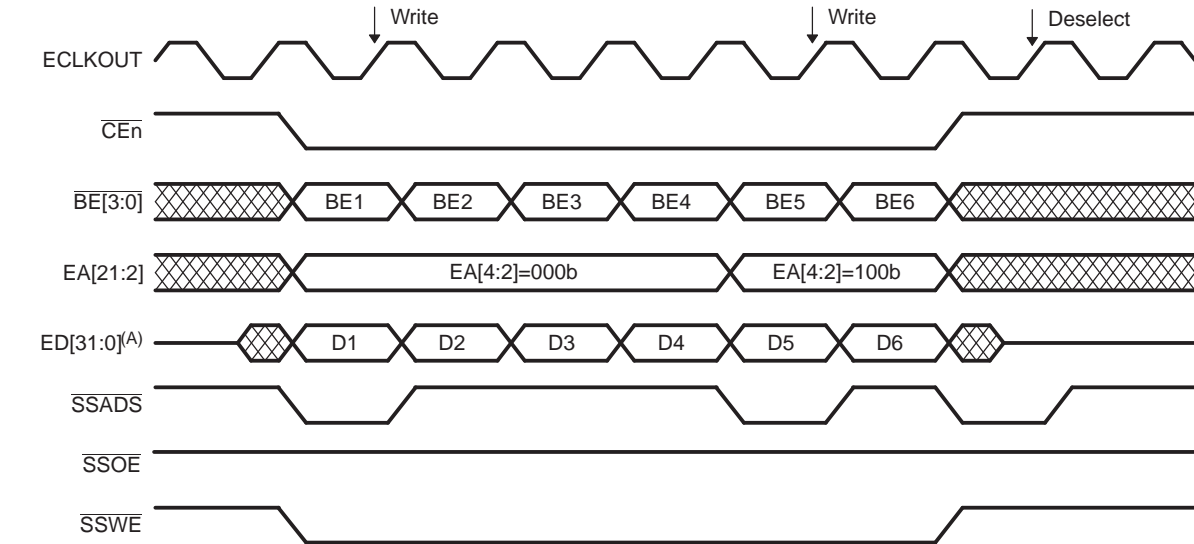 Write Write Deselect
ECLKOUT
CEn
BE[3:0] BE1 BE2 BE3 BE4 BE5 BE6
EA[21:2] EA[4:2]=000b EA[4:2]=100b
ED[31:0](A) D1 D2 D3 D4 D5 D6
SSADS
SSOE
SSWE